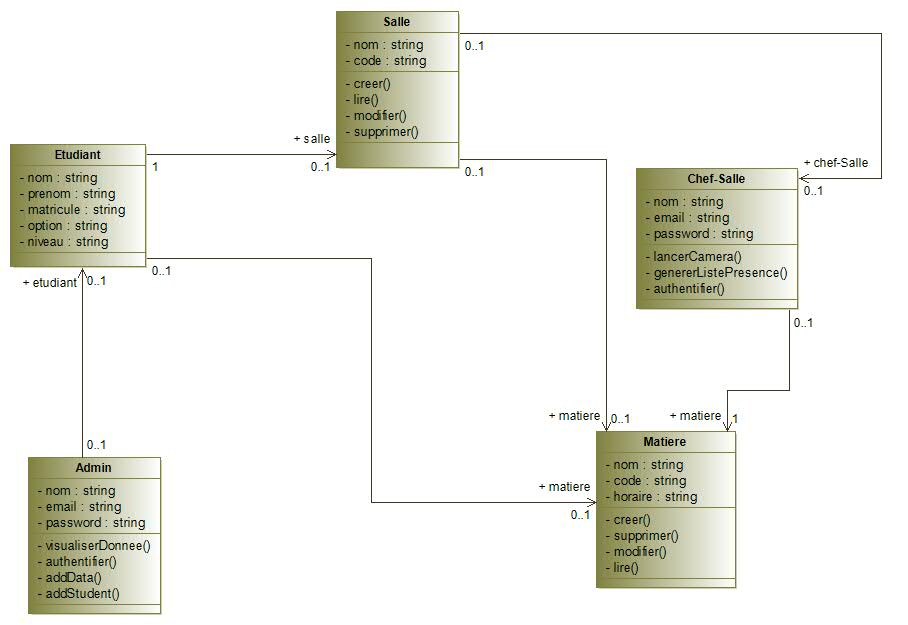 Salle
- nom : string
- code : string
- creer()
- lire()
- modifier()
- supprimer()
0..1
0..1
+ salle
0..1
1
Etudiant
- nom : string
- prenom : string
- matricule : string
- option : string
- niveau : string
0..1
+ etudiant
0..1
+ chef-Salle
0..1
Chef-Salle
- nom : string
- email : string
- password : string
- lancerCamera()
- genererListePresence()
- authentifier()
0..1
+ matiere
0..1
+ matiere
1
0..1
Admin
- nom : string
- email : string
- password : string
- visualiserDonnee()
- authentifier()
- addData()
- addStudent()
+ matiere
0..1
Matiere
- nom : string
- code : string
- horaire : string
- creer()
- supprimer()
- modifier()
- lire()